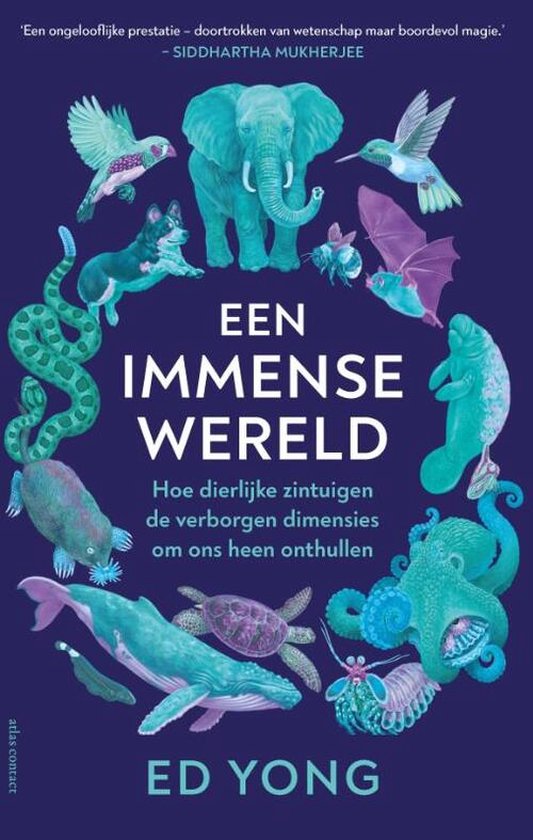 ‘Een ongelooflijke prestatie – doortrokken van wetenschap maar boordevol magie.’
– SIDDHARTHA MUKHERJEE
EEN
IMMENSE
WERELD
Hoe dierlijke zintuigen
de verborgen dimensies
om ons heen onthullen
atlas contact
ED YONG